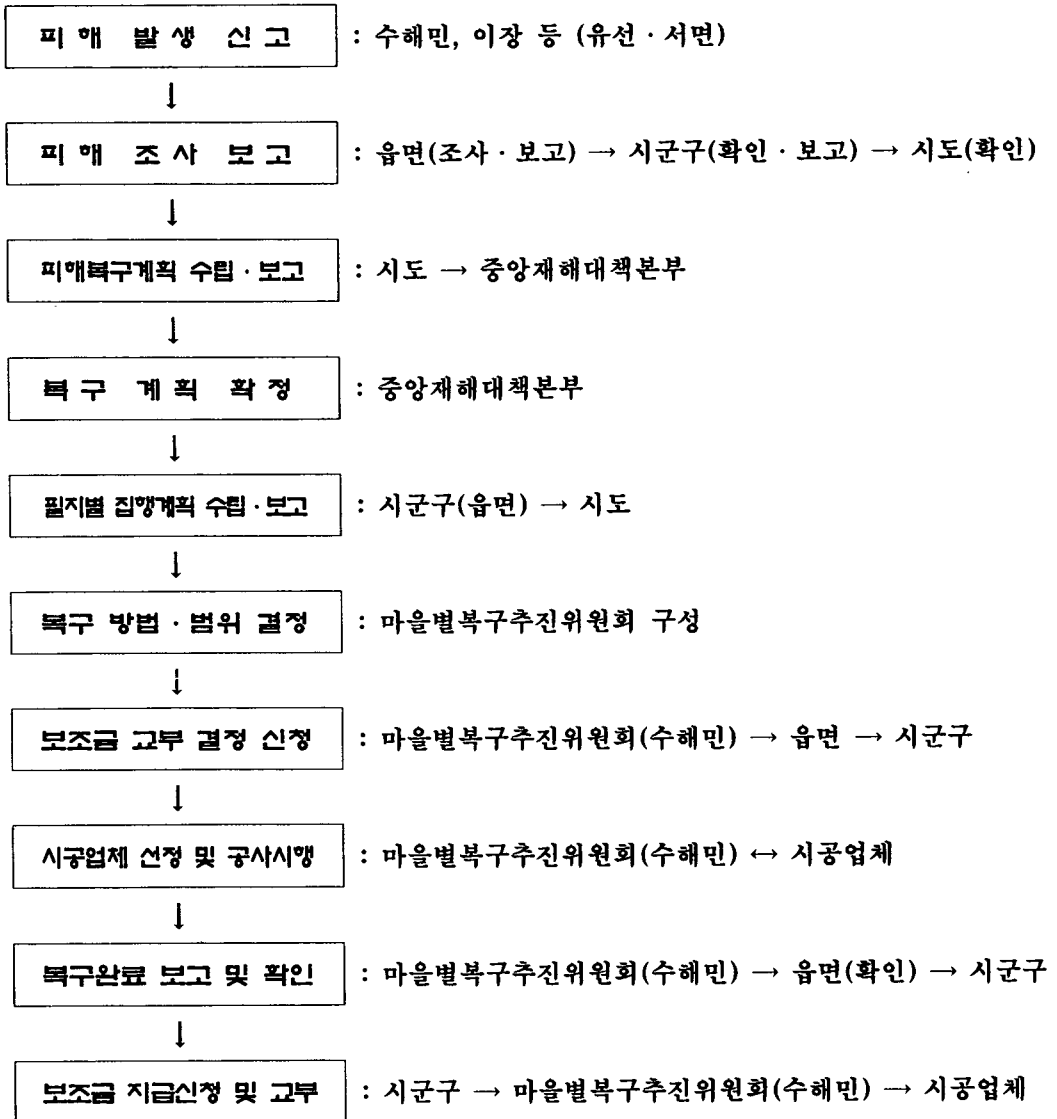 피 해 발 생 신 고 : 수해민, 이장 등 (유선 · 서면)
↓
피 해 조 사 보 고 : 읍면(조사 · 보고) → 시군구(확인 · 보고) → 시도(확인)
↓
피해복구계획 수립 · 보고 : 시도 → 중앙재해대책본부
↓
복 구 계 획 확 정 : 중앙재해대책본부
↓
필지별 집행계획 수립 · 보고 : 시군구(읍면) → 시도
↓
복구 방법 · 범위 결정 : 마을별복구추진위원회 구성
↓
보조금 교부 결정 신청 : 마을별복구추진위원회(수해민) → 읍면 → 시군구
↓
시공업체 선정 및 공사시행 : 마을별복구추진위원회(수해민) ↔ 시공업체
↓
복구완료 보고 및 확인 : 마을별복구추진위원회(수해민) → 읍면(확인) → 시군구
↓
보조금 지급신청 및 교부 : 시군구 → 마을별복구추진위원회(수해민) → 시공업체